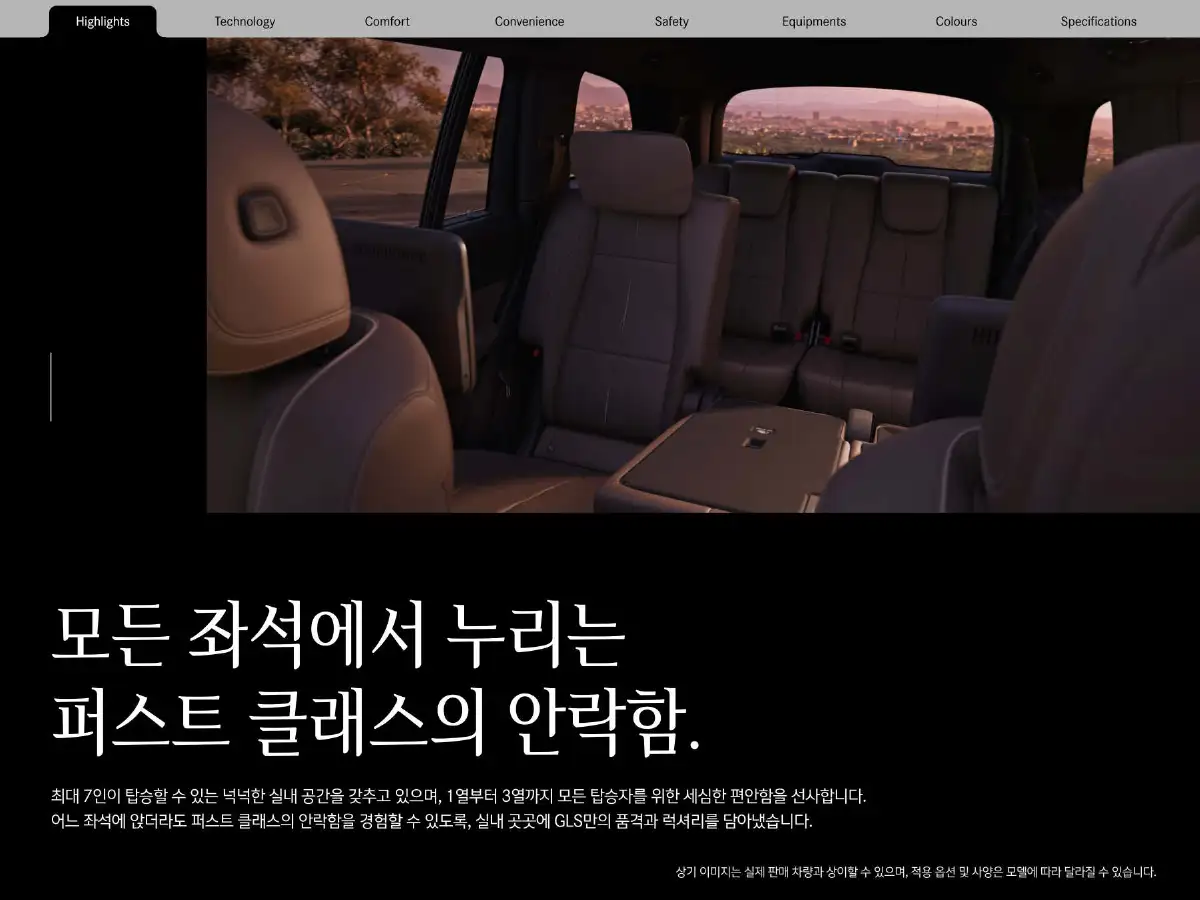 Highlights
Technology
Comfort
Convenience
Safety
Equipments
Colours
Specifications
모든 좌석에서 누리는
퍼스트 클래스의 안락함.
최대 7인이 탑승할 수 있는 넉넉한 실내 공간을 갖추고 있으며, 1열부터 3열까지 모든 탑승자를 위한 세심한 편안함을 선사합니다.
어느 좌석에 앉더라도 퍼스트 클래스의 안락함을 경험할 수 있도록, 실내 곳곳에 GLS만의 품격과 럭셔리를 담아냈습니다.
상기 이미지는 실제 판매 차량과 상이할 수 있으며, 적용 옵션 및 사양은 모델에 따라 달라질 수 있습니다.